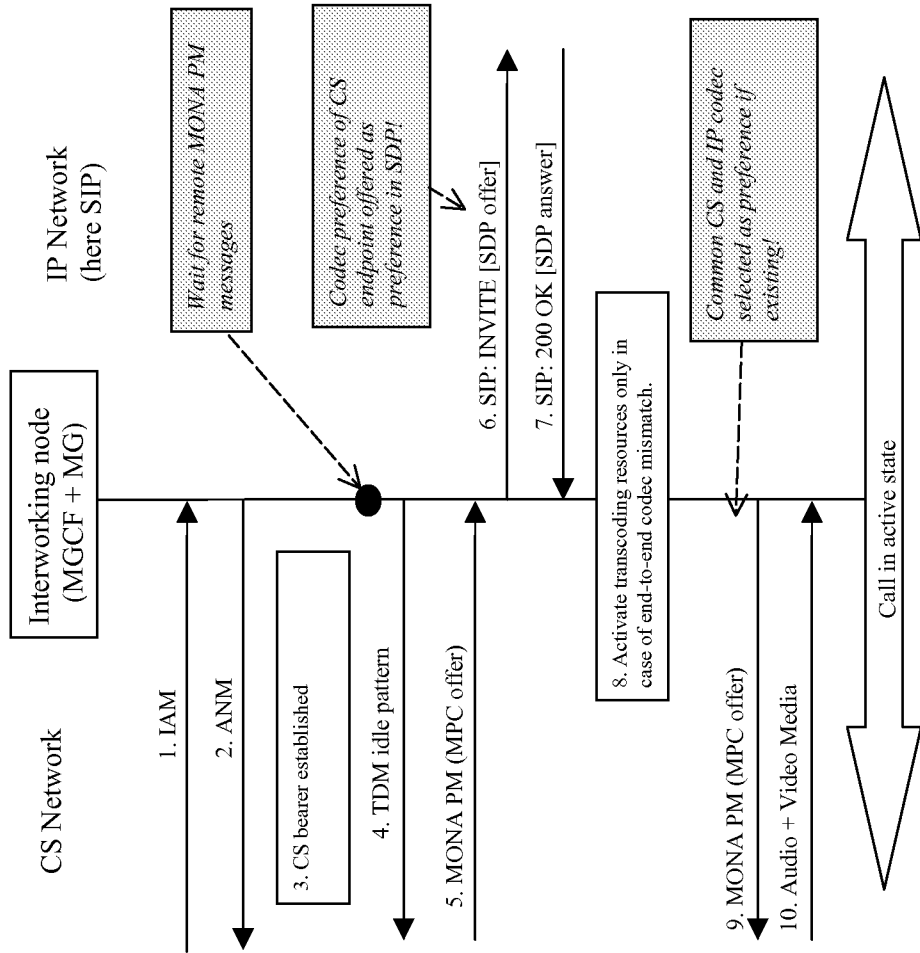 CS Network
Interworking node
(MGCF + MG)
IP Network
(here SIP)
1. IAM
2. ANM
Wait for remote MONA PM
messages
3. CS bearer established
4. TDM idle pattern
Codec preference of CS
endpoint offered as
preference in SDP!
5. MONA PM (MPC offer)
6. SIP: INVITE [SDP offer]
7. SIP: 200 OK [SDP answer]
8. Activate transcoding resources only in
case of end-to-end codec mismatch.
Common CS and IP codec
selected as preference if
existing!
9. MONA PM (MPC offer)
10. Audio + Video Media
Call in active state